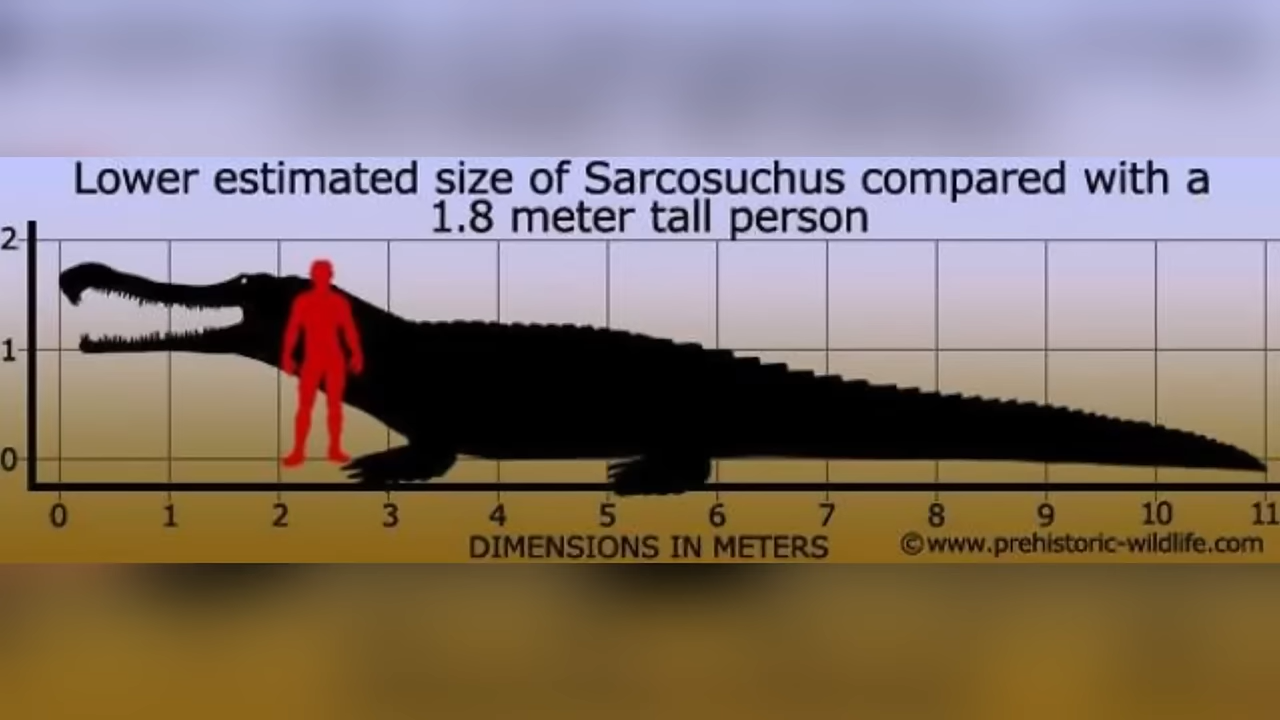 Lower estimated size of Sarcosuchus compared with a
1.8 meter tall person
2
1
0
0 1 2 3 4 5 6 7 8 9 10 11
DIMENSIONS IN METERS
©www.prehistoric-wildlife.com